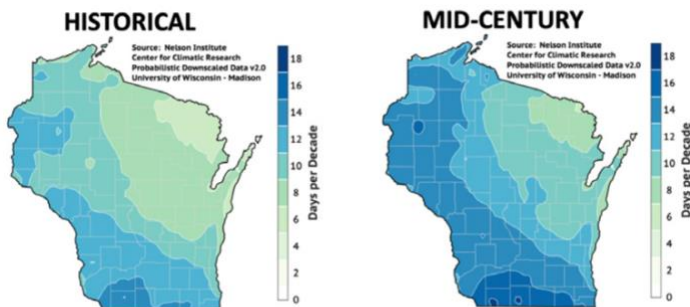 HISTORICAL
Source: Nelson Institute
Center for Climatic Research
Probabilistic Downscaled Data v2.0
University of Wisconsin - Madison
18
16
14
12
10
8
6
4
2
0
Days per Decade
MID-CENTURY
Source: Nelson Institute
Center for Climatic Research
Probabilistic Downscaled Data v2.0
University of Wisconsin - Madison
18
16
14
12
10
8
6
4
2
0
Days per Decade